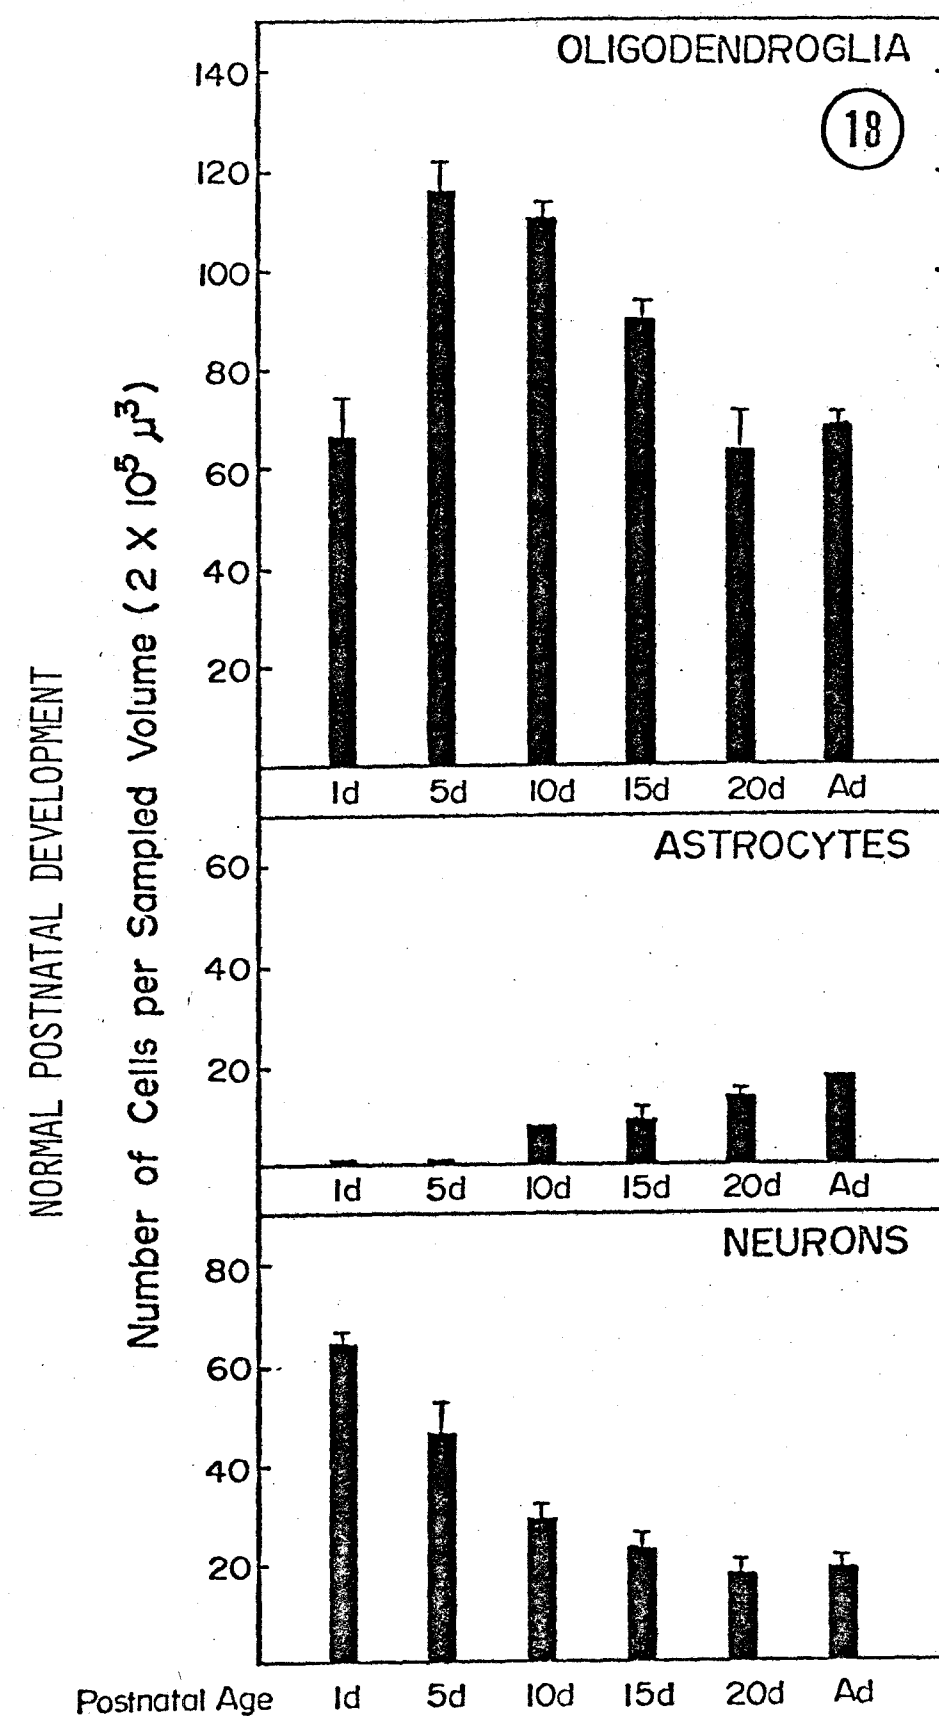 NORMAL POSTNATAL DEVELOPMENT
Number of Cells per Sampled Volume (2 X 10⁵ μ³)
OLIGODENDROGLIA
18
140
120
100
80
60
40
20
1d 5d 10d 15d 20d Ad
ASTROCYTES
60
40
20
1d 5d 10d 15d 20d Ad
NEURONS
80
60
40
20
Postnatal Age 1d 5d 10d 15d 20d Ad